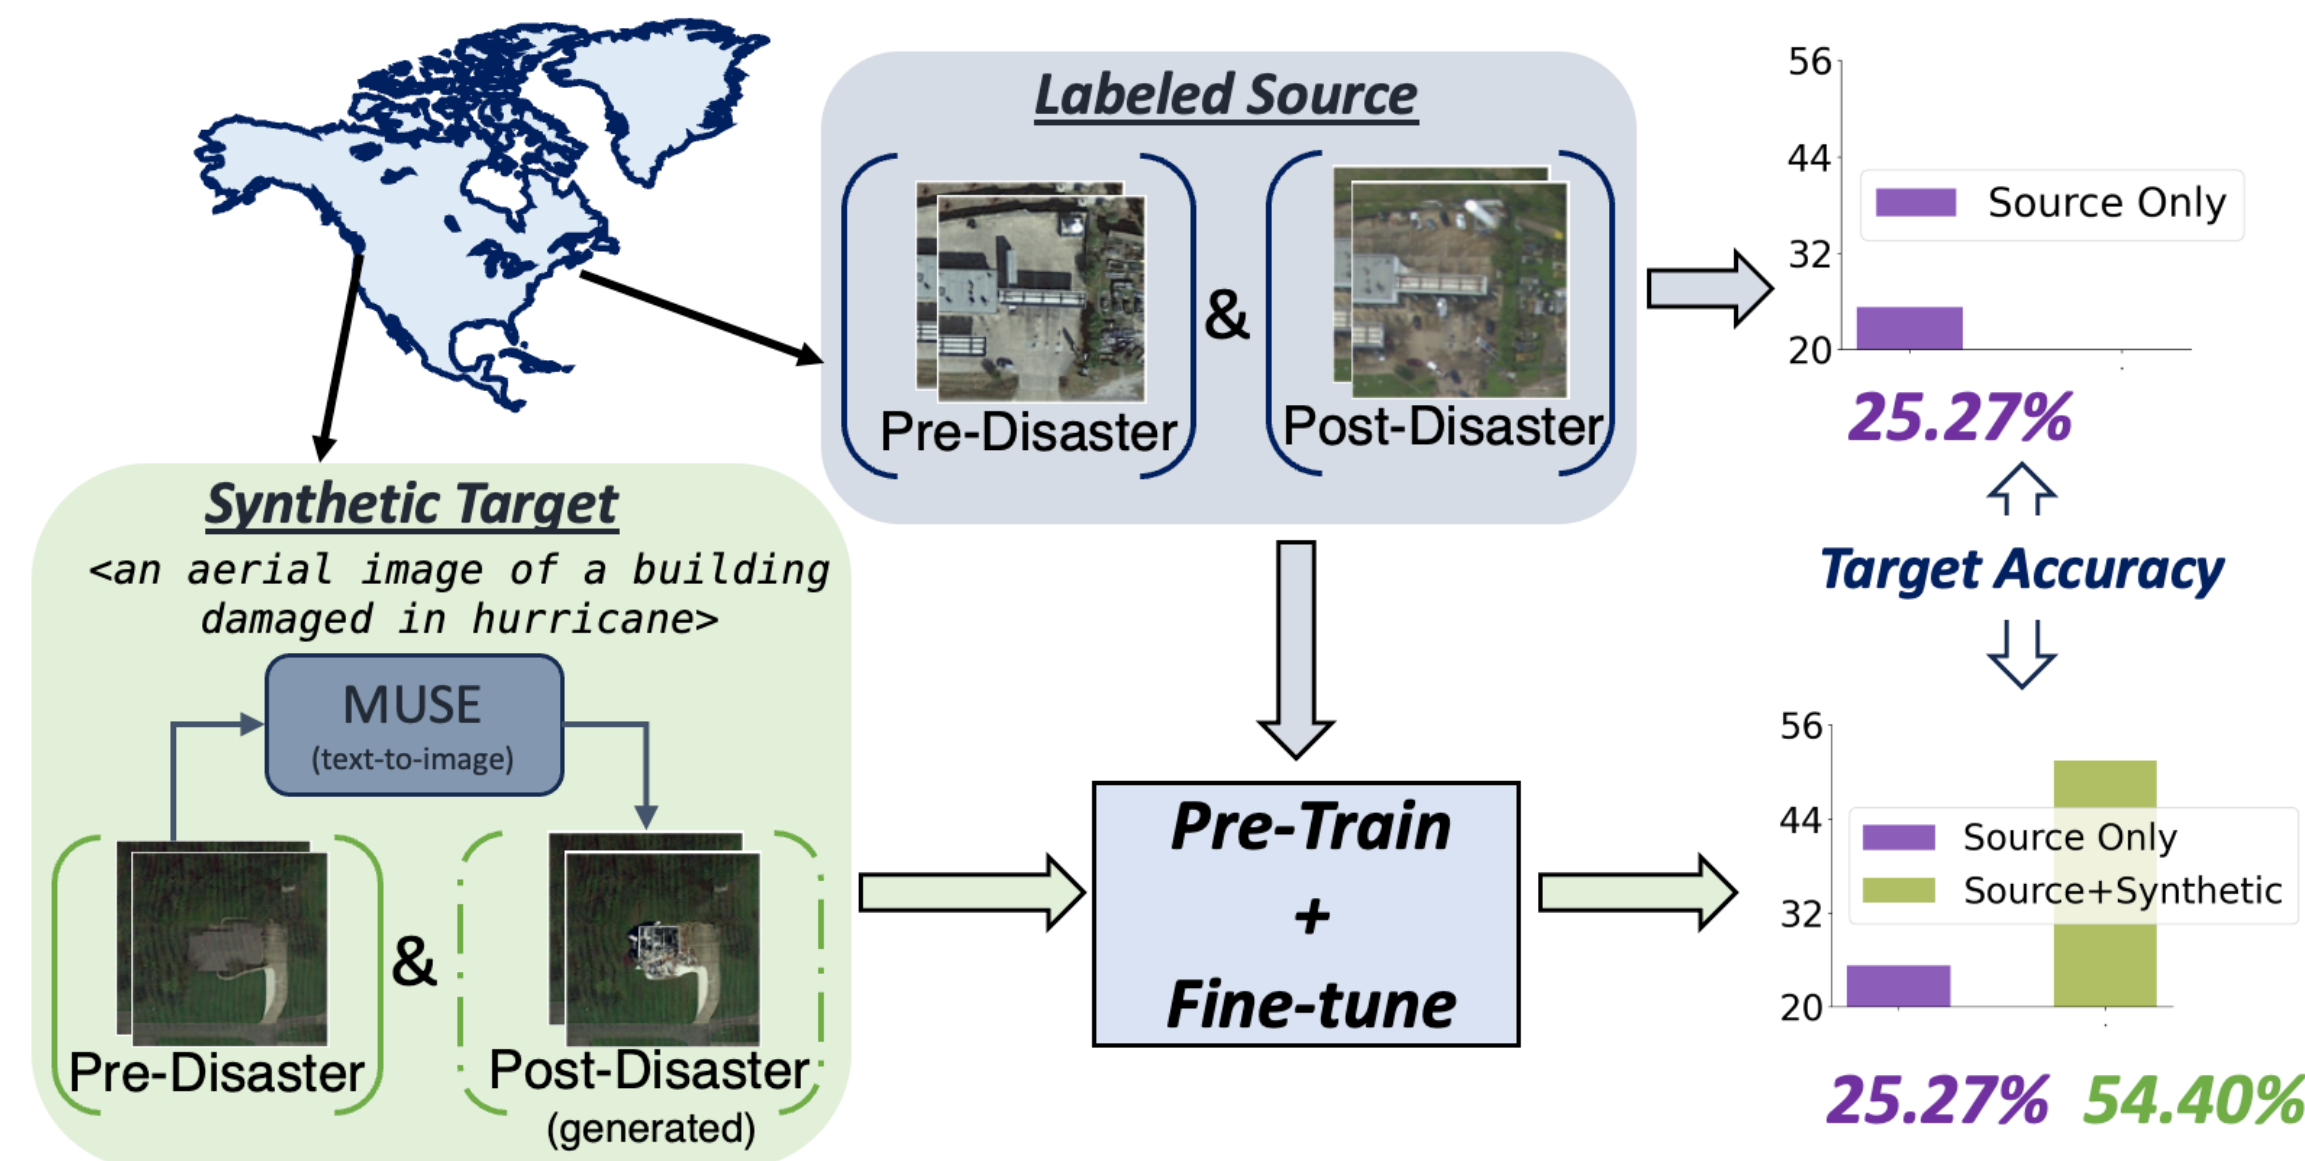 Labeled Source
Pre-Disaster
&
Post-Disaster
56
44
32
20
Source Only
25.27%
Target Accuracy
Synthetic Target
<an aerial image of a building
damaged in hurricane>
MUSE
(text-to-image)
Pre-Disaster
&
Post-Disaster
(generated)
Pre-Train
+
Fine-tune
56
44
32
20
Source Only
Source+Synthetic
25.27% 54.40%